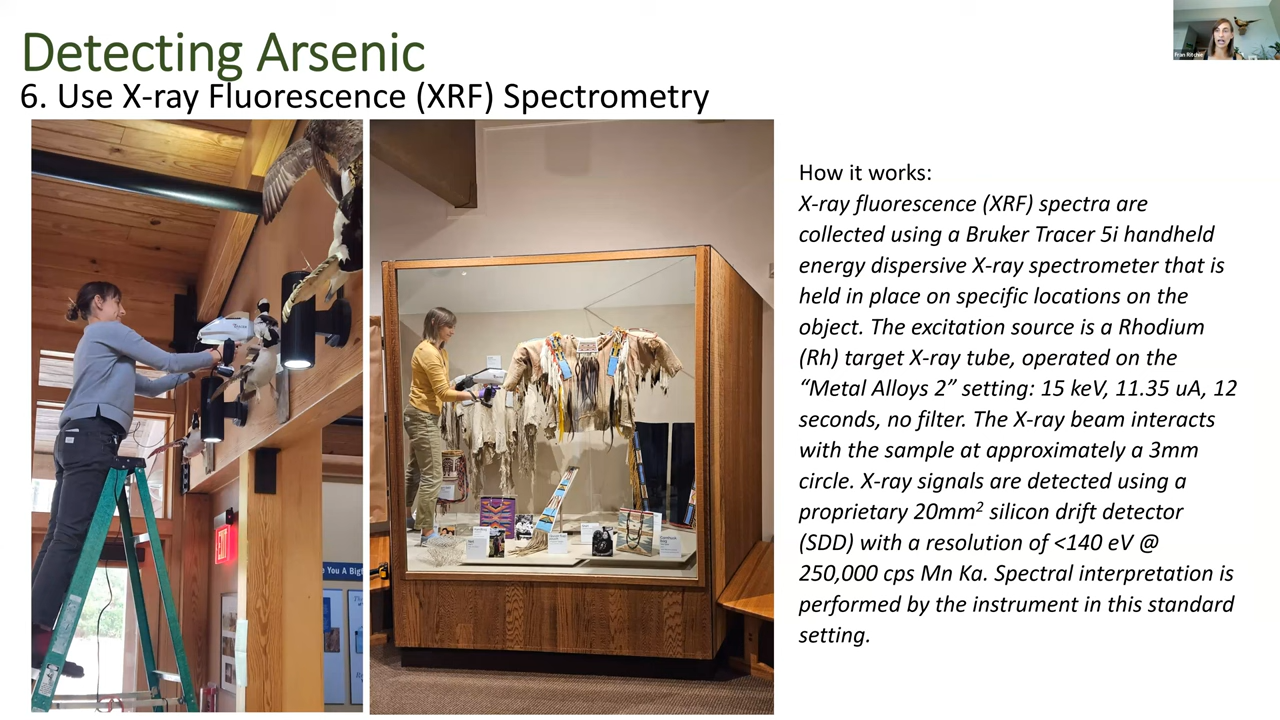 Detecting Arsenic
Fran Ritchie
6. Use X-ray Fluorescence (XRF) Spectrometry
How it works:
X-ray fluorescence (XRF) spectra are
collected using a Bruker Tracer 5i handheld
energy dispersive X-ray spectrometer that is
held in place on specific locations on the
object. The excitation source is a Rhodium
(Rh) target X-ray tube, operated on the
“Metal Alloys 2” setting: 15 keV, 11.35 uA, 12
seconds, no filter. The X-ray beam interacts
with the sample at approximately a 3mm
circle. X-ray signals are detected using a
proprietary 20mm² silicon drift detector
(SDD) with a resolution of <140 eV @
250,000 cps Mn Ka. Spectral interpretation is
performed by the instrument in this standard
setting.
EXIT
You A Big